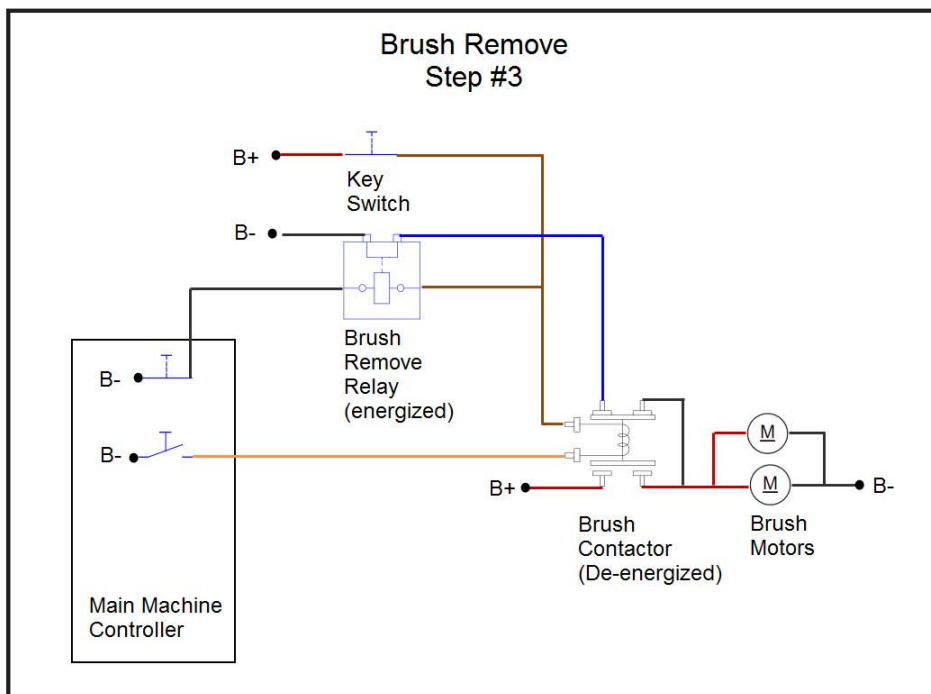 Brush Remove
Step #3
B+
Key
Switch
B-
Brush
Remove
Relay
(energized)
B-
B-
M
M
B+
B-
Brush
Contactor
(De-energized)
Brush
Motors
Main Machine
Controller